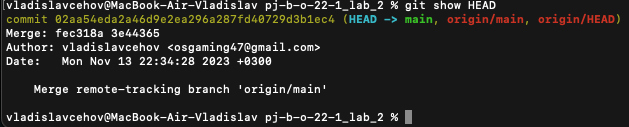 vladislavcehov@MacBook-Air-Vladislav pj-b-o-22-1_lab_2 % git show HEAD
commit 02aa54eda2a46d9e2ea296a287fd40729d3b1ec4 (HEAD -> main, origin/main, origin/HEAD)
Merge: fec318a 3e44365
Author: vladislavcehov <osgaming47@gmail.com>
Date:   Mon Nov 13 22:34:28 2023 +0300
    Merge remote-tracking branch 'origin/main'
vladislavcehov@MacBook-Air-Vladislav pj-b-o-22-1_lab_2 %